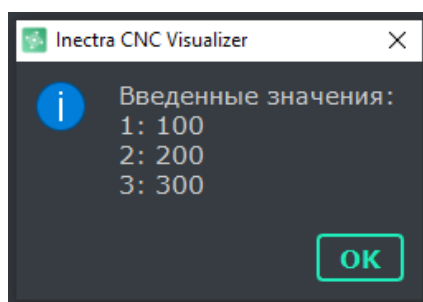 Inectra CNC Visualizer
Введенные значения:
1: 100
2: 200
3: 300
OK